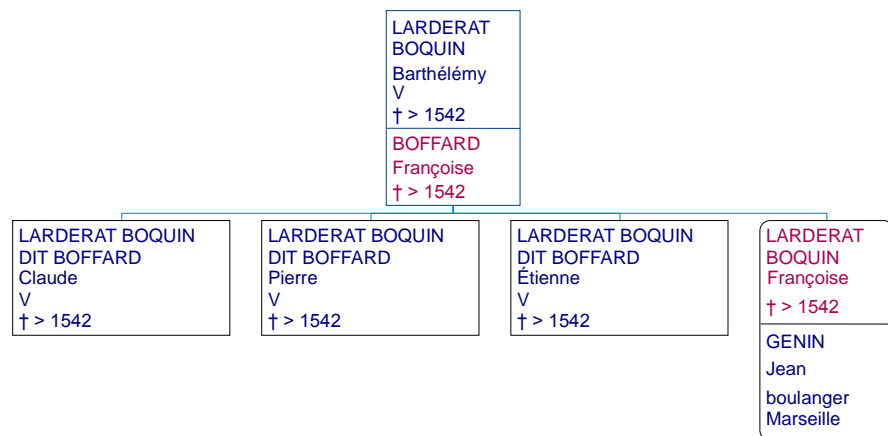 LARDERAT
BOQUIN
Barthélémy
V
† > 1542
BOFFARD
Françoise
† > 1542
LARDERAT BOQUIN
DIT BOFFARD
Claude
V
† > 1542
LARDERAT BOQUIN
DIT BOFFARD
Pierre
V
† > 1542
LARDERAT BOQUIN
DIT BOFFARD
Étienne
V
† > 1542
LARDERAT
BOQUIN
Françoise
† > 1542
GENIN
Jean
boulanger
Marseille